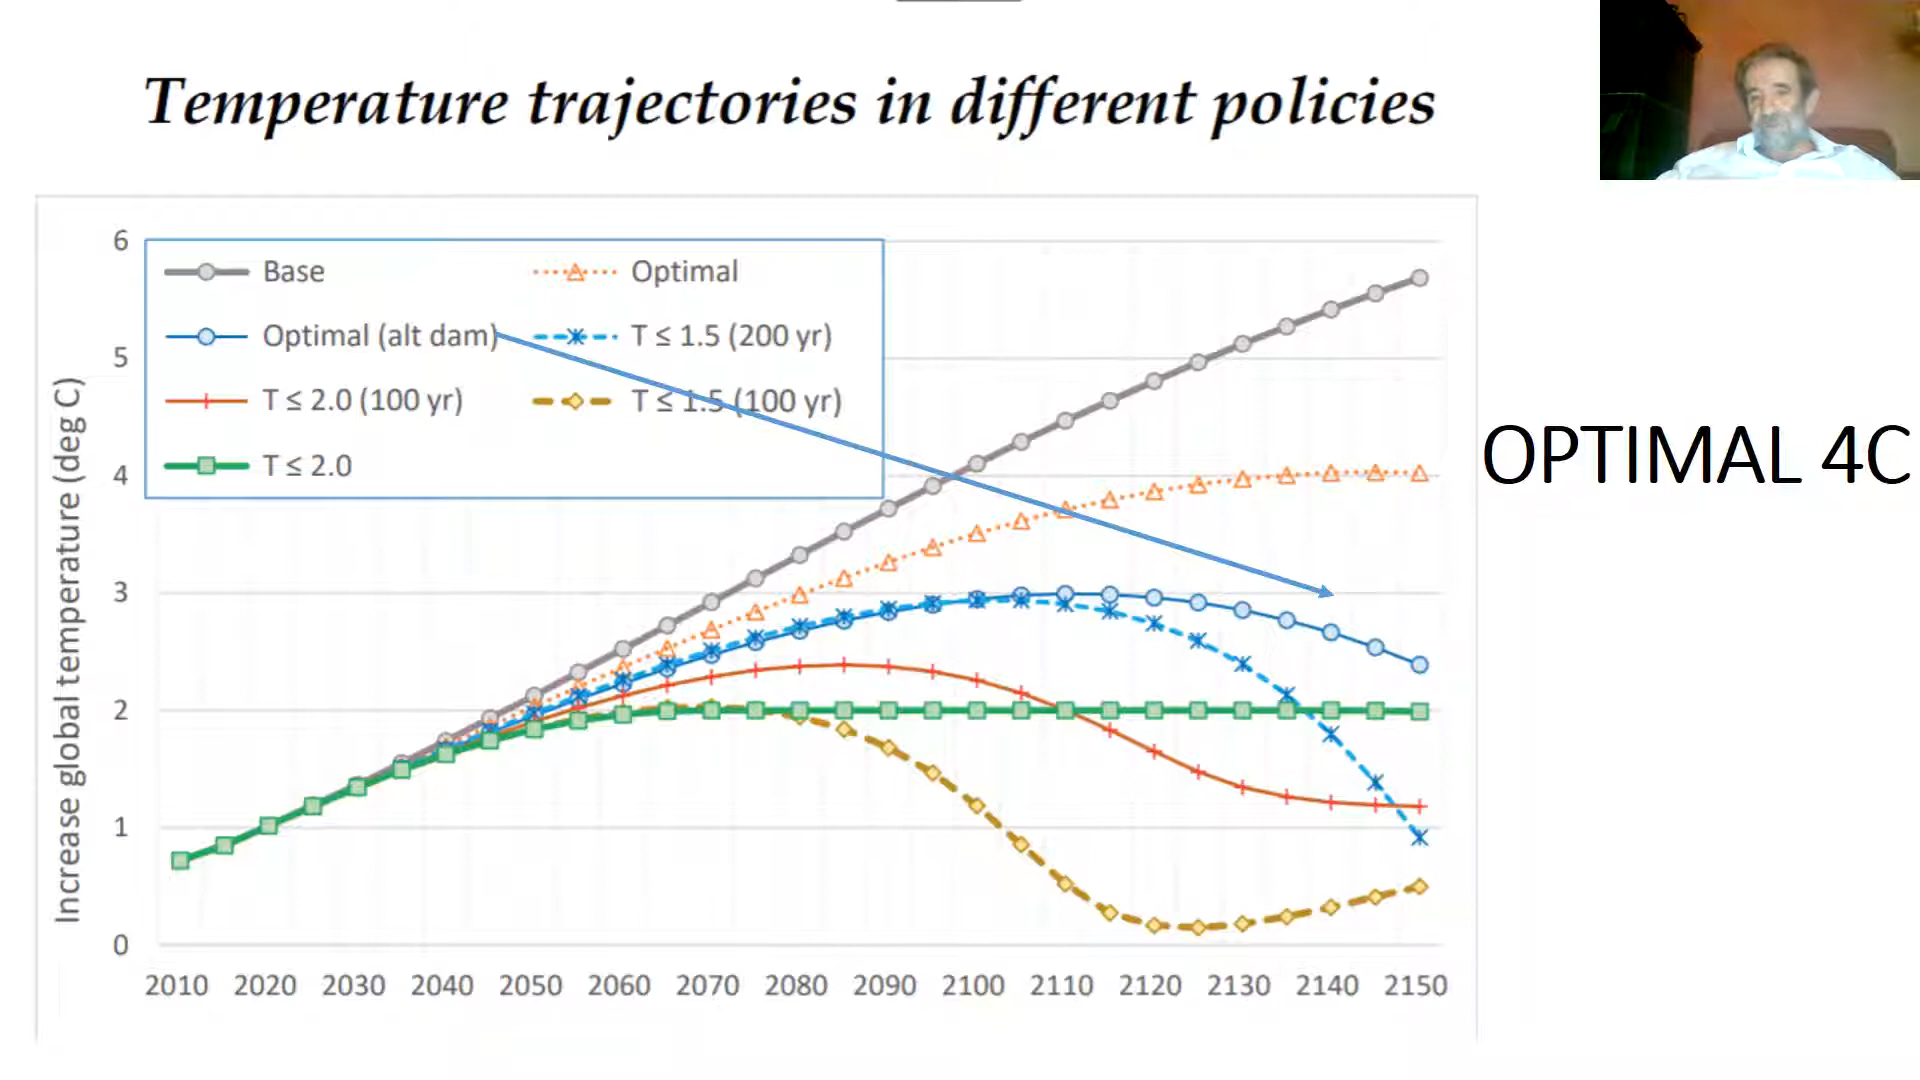 Temperature trajectories in different policies
6
Base
Optimal
Optimal (alt dam)
T ≤ 1.5 (200 yr)
5
T ≤ 2.0 (100 yr)
T ≤ 1.5 (100 yr)
T ≤ 2.0
4
OPTIMAL 4C
3
2
1
0
Increase global temperature (deg C)
2010 2020 2030 2040 2050 2060 2070 2080 2090 2100 2110 2120 2130 2140 2150